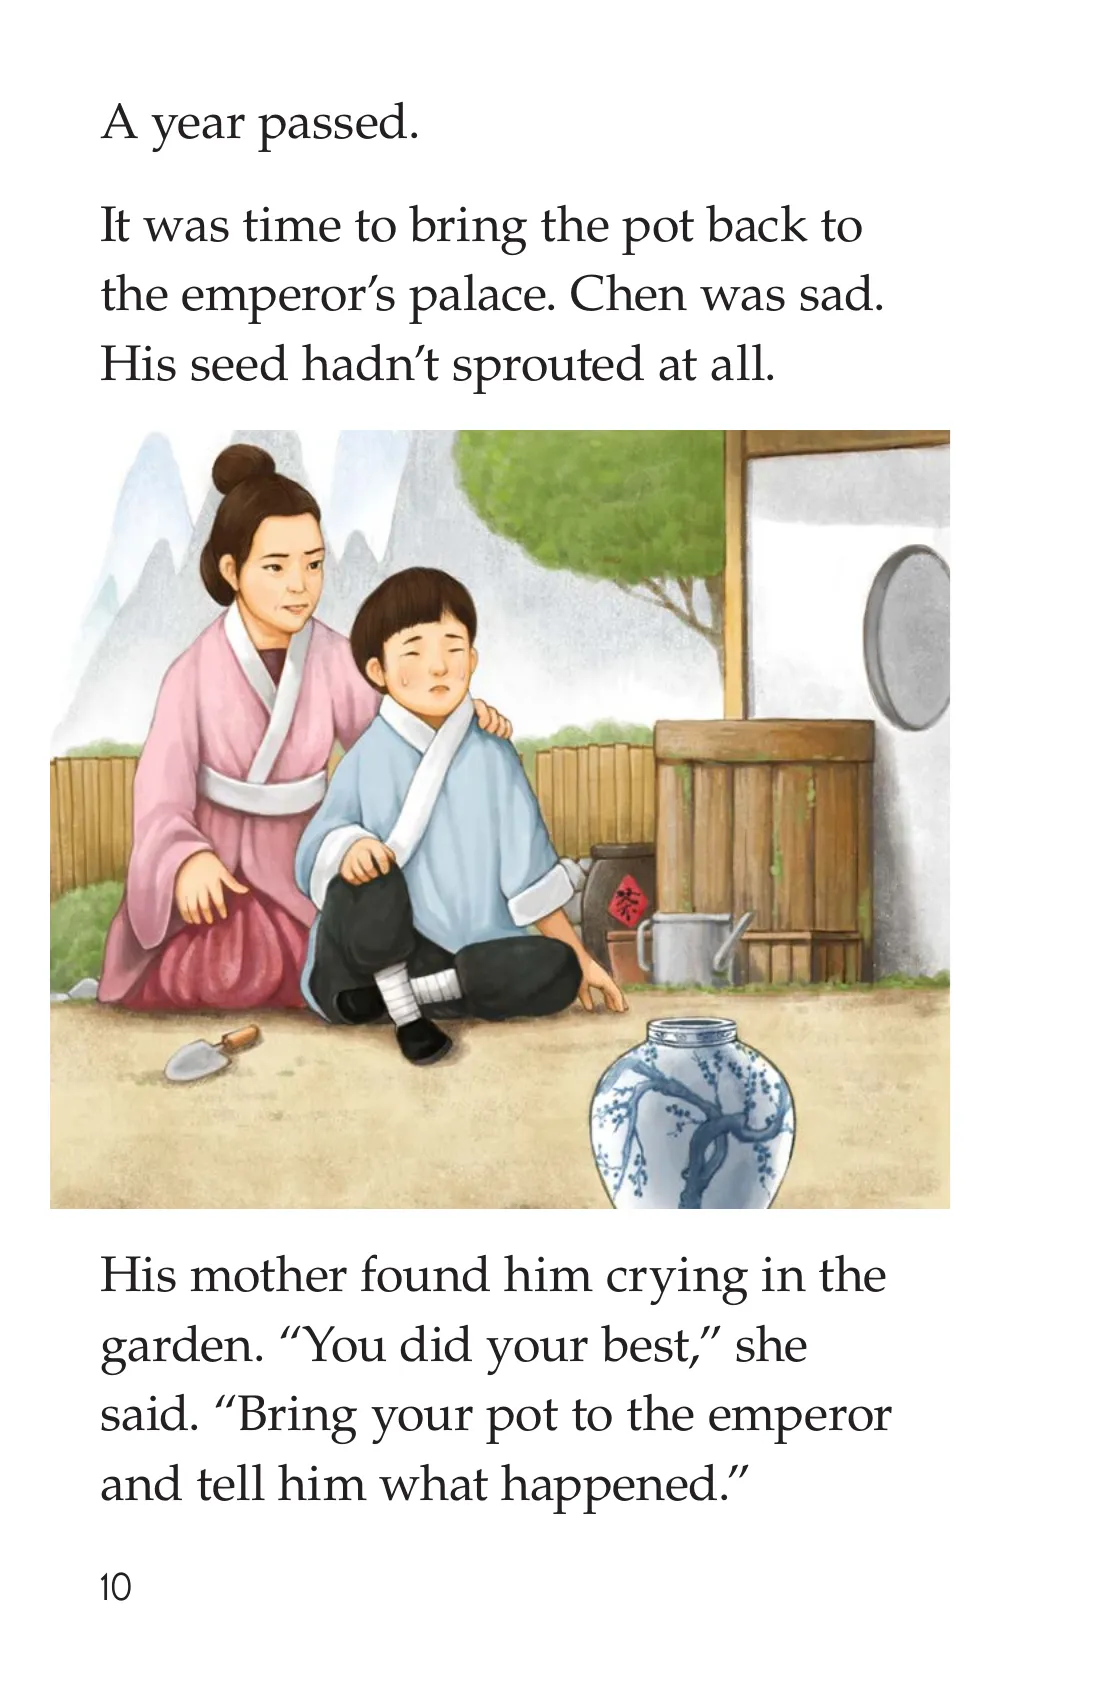 A year passed.
It was time to bring the pot back to
the emperor’s palace. Chen was sad.
His seed hadn’t sprouted at all.
茶
His mother found him crying in the
garden. “You did your best,” she
said. “Bring your pot to the emperor
and tell him what happened.”
10